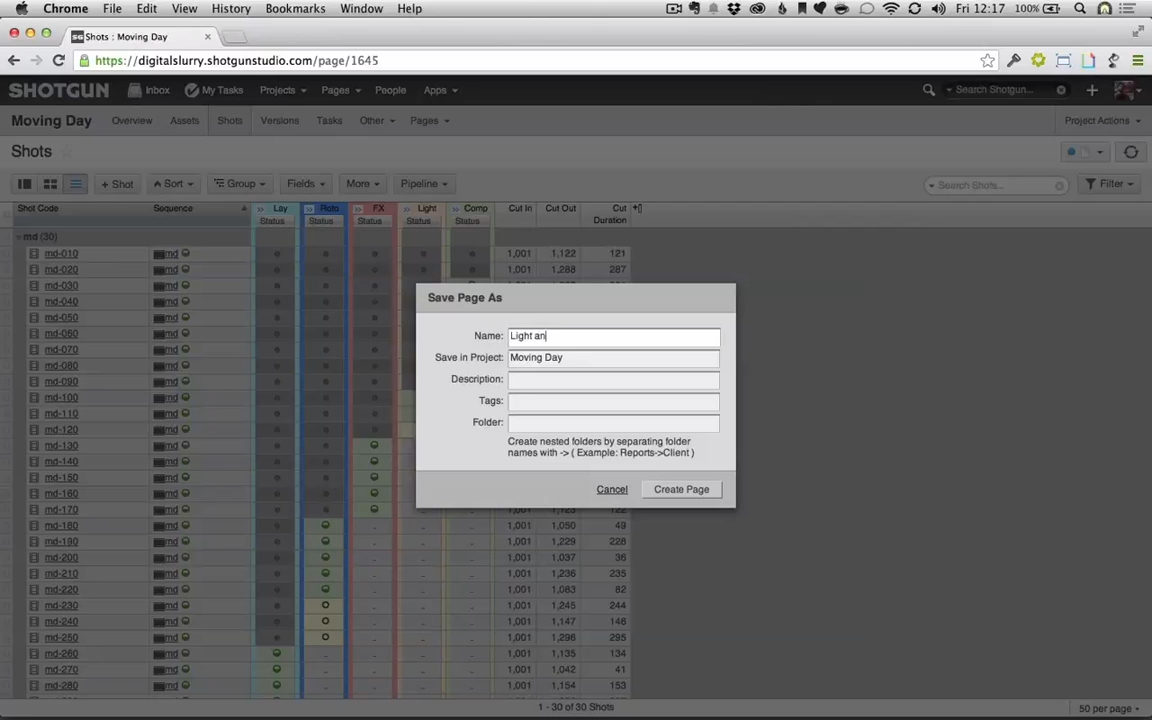 Chrome File Edit View History Bookmarks Window Help Fri 12:17 100%
Shots : Moving Day
https://digitalslurry.shotgunstudio.com/page/1645
SHOTGUN Inbox My Tasks Projects Pages People Apps Search Shotgun...
Moving Day Overview Assets Shots Versions Tasks Other Pages Project Actions
Shots
+ Shot Sort Group Fields More Pipeline Search Shots... Filter
Shot Code Sequence Lay Roto FX Light Comp Cut In Cut Out Cut Duration
Status Status Status Status Status
md (30)
md-010 md 1,001 1,122 121
md-020 md 1,001 1,288 287
md-030 md
md-040 md
md-050 md
md-060 md
md-070 md
md-080 md
md-090 md
md-100 md
md-110 md
md-120 md
md-130 md
md-140 md
md-150 md
md-160 md
md-170 md 1,001 1,123 122
md-180 md 1,001 1,050 49
md-190 md 1,001 1,229 228
md-200 md 1,001 1,037 36
md-210 md 1,001 1,236 235
md-220 md 1,001 1,083 82
md-230 md 1,001 1,245 244
md-240 md 1,001 1,147 146
md-250 md 1,001 1,296 295
md-260 md 1,001 1,135 134
md-270 md 1,001 1,042 41
md-280 md 1,001 1,154 153
Save Page As
Name: Light an
Save in Project: Moving Day
Description:
Tags:
Folder:
Create nested folders by separating folder
names with -> ( Example: Reports->Client )
Cancel Create Page
1 - 30 of 30 Shots
50 per page